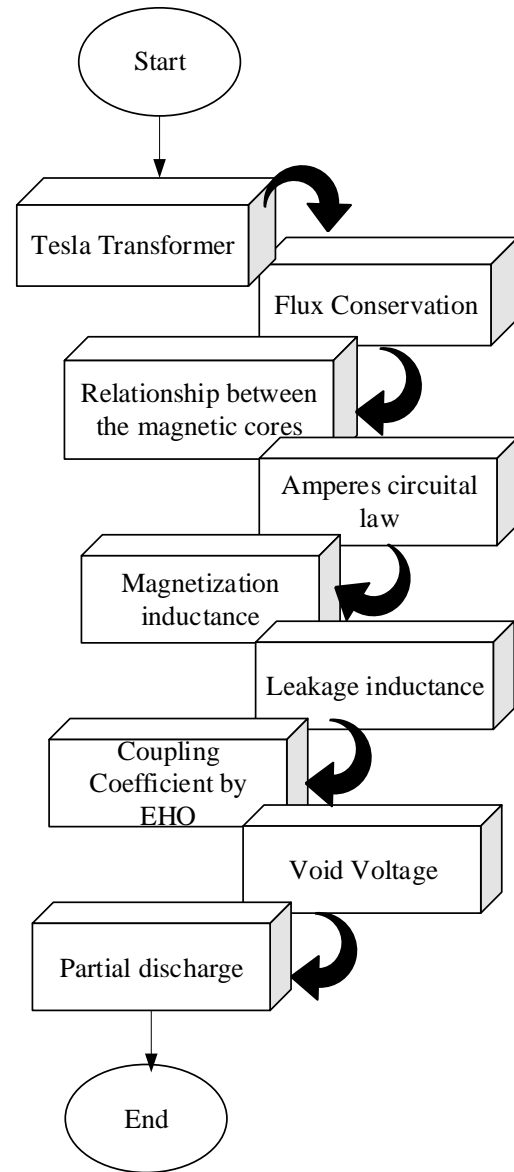 Start
Tesla Transformer
Flux Conservation
Relationship between
the magnetic cores
Amperes circuital
law
Magnetization
inductance
Leakage inductance
Coupling
Coefficient by
EHO
Void Voltage
Partial discharge
End